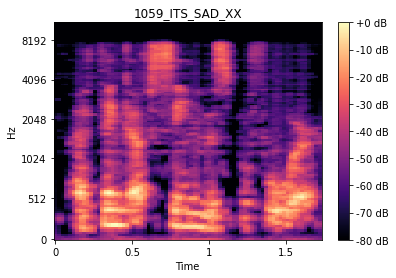 1059_ITS_SAD_XX
8192
4096
2048
1024
512
0
Hz
0
0.5
1
1.5
Time
+0 dB
-10 dB
-20 dB
-30 dB
-40 dB
-50 dB
-60 dB
-70 dB
-80 dB